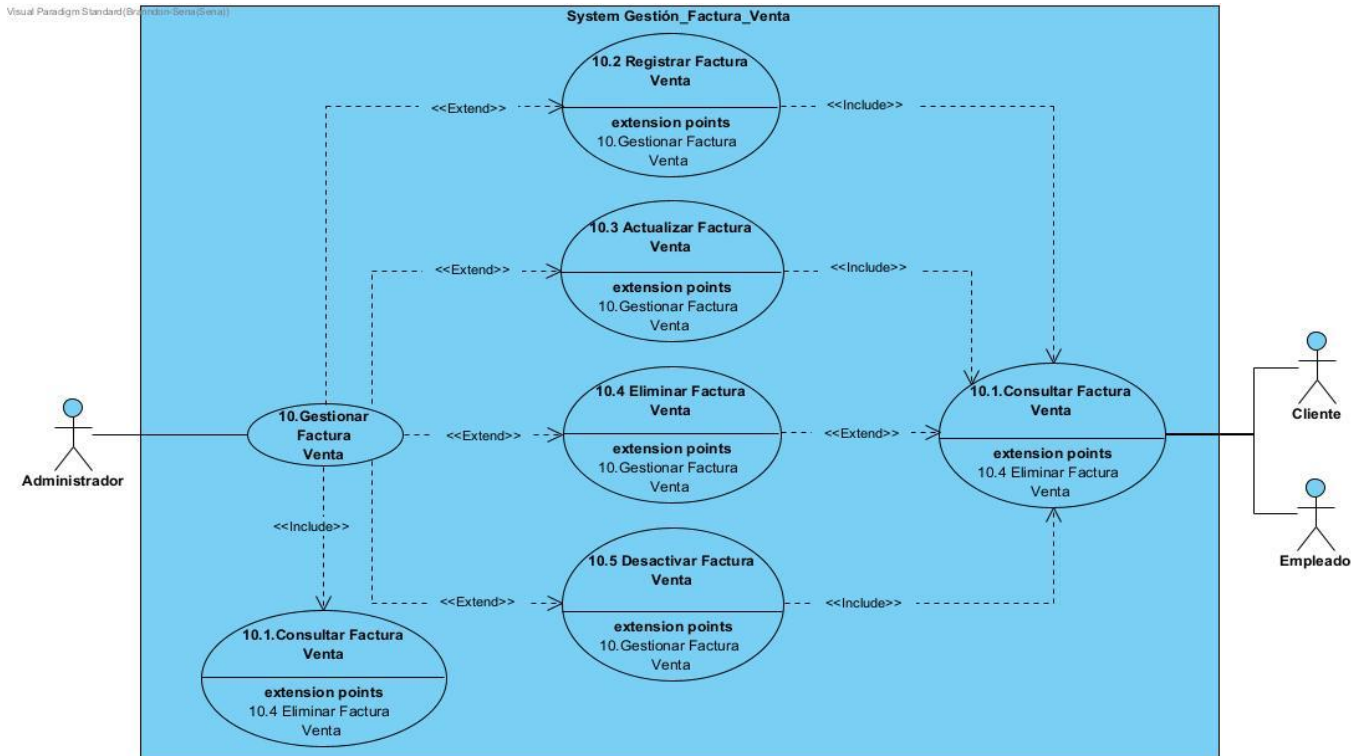 Visual Paradigm Standard(Branndon-Sena(Sena))
System Gestión_Factura_Venta
10.2 Registrar Factura
Venta
extension points
10.Gestionar Factura
Venta
<<Extend>>
<<Include>>
10.3 Actualizar Factura
Venta
extension points
10.Gestionar Factura
Venta
<<Extend>>
<<Include>>
10.4 Eliminar Factura
Venta
extension points
10.Gestionar Factura
Venta
<<Extend>>
<<Extend>>
10.1.Consultar Factura
Venta
extension points
10.4 Eliminar Factura
Venta
Cliente
Empleado
10.Gestionar
Factura
Venta
Administrador
<<Include>>
10.5 Desactivar Factura
Venta
extension points
10.Gestionar Factura
Venta
<<Extend>>
<<Include>>
10.1.Consultar Factura
Venta
extension points
10.4 Eliminar Factura
Venta